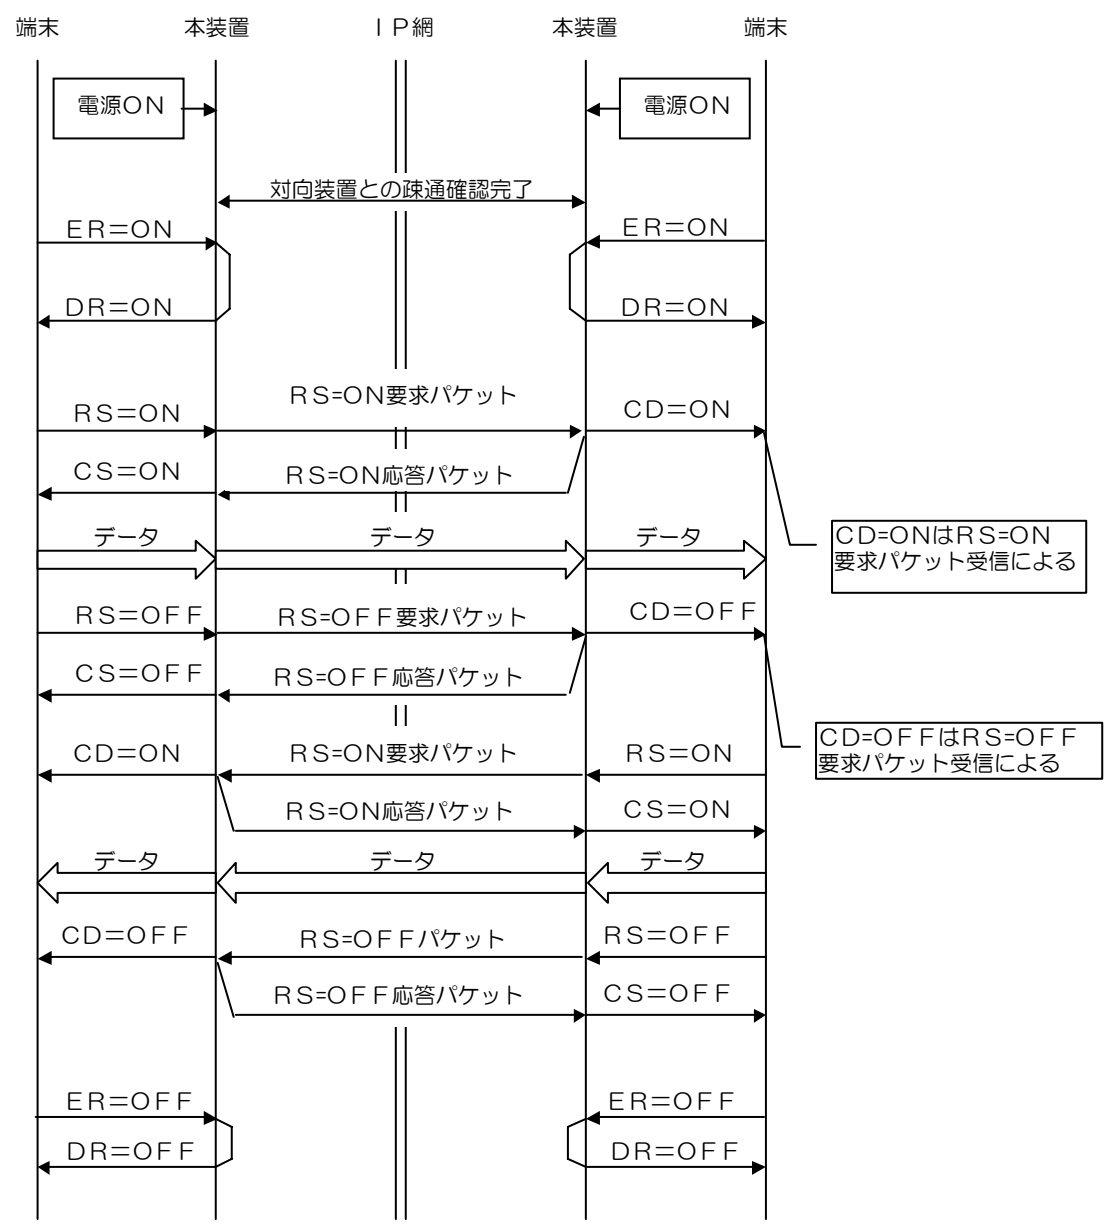 端末 本装置 ＩＰ網 本装置 端末
電源ＯＮ 電源ＯＮ
対向装置との疎通確認完了
ＥＲ＝ＯＮ ＥＲ＝ＯＮ
ＤＲ＝ＯＮ ＤＲ＝ＯＮ
ＲＳ=ＯＮ要求パケット
ＲＳ＝ＯＮ ＣＤ＝ＯＮ
ＣＳ＝ＯＮ ＲＳ=ＯＮ応答パケット
データ データ データ
ＣＤ=ＯＮはＲＳ=ＯＮ
要求パケット受信による
ＲＳ＝ＯＦＦ ＲＳ=ＯＦＦ要求パケット ＣＤ＝ＯＦＦ
ＣＳ＝ＯＦＦ ＲＳ=ＯＦＦ応答パケット
ＣＤ=ＯＦＦはＲＳ=ＯＦＦ
要求パケット受信による
ＣＤ＝ＯＮ ＲＳ=ＯＮ要求パケット ＲＳ＝ＯＮ
ＲＳ=ＯＮ応答パケット ＣＳ＝ＯＮ
データ データ データ
ＣＤ＝ＯＦＦ ＲＳ=ＯＦＦパケット ＲＳ＝ＯＦＦ
ＲＳ=ＯＦＦ応答パケット ＣＳ＝ＯＦＦ
ＥＲ＝ＯＦＦ ＥＲ＝ＯＦＦ
ＤＲ＝ＯＦＦ ＤＲ＝ＯＦＦ